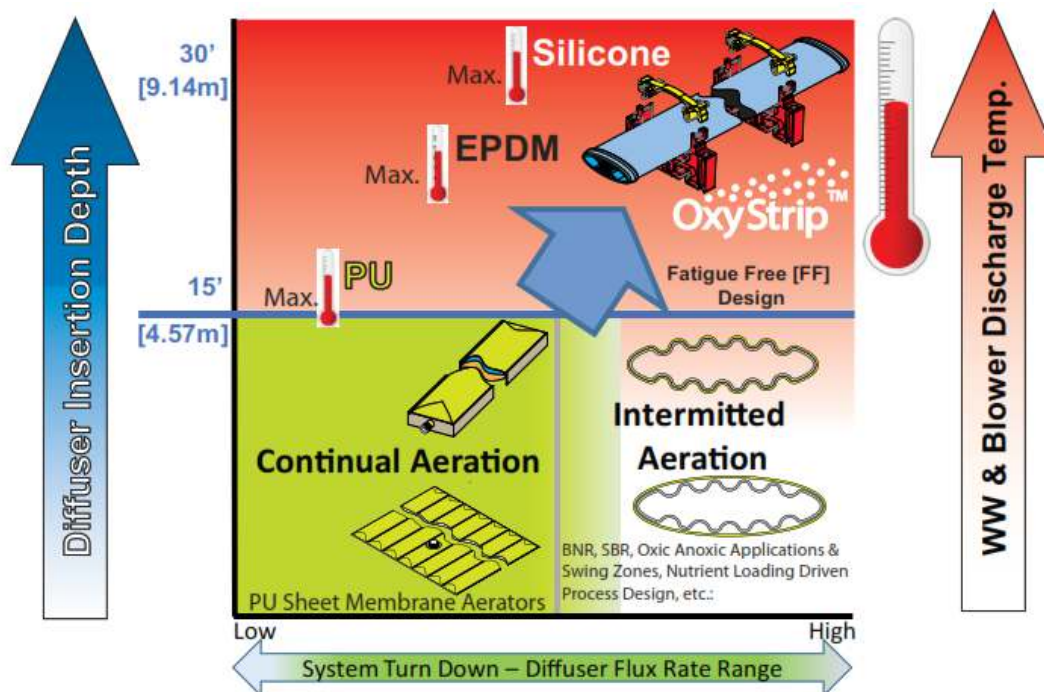 30’
[9.14m]
15’
[4.57m]
Diffuser Insertion Depth
Max.
Silicone
Max.
EPDM
Max.
PU
OxyStrip™
Fatigue Free [FF]
Design
WW & Blower Discharge Temp.
Continual Aeration
PU Sheet Membrane Aerators
Intermitted
Aeration
BNR, SBR, Oxic Anoxic Applications &
Swing Zones, Nutrient Loading Driven
Process Design, etc.:
Low
High
System Turn Down – Diffuser Flux Rate Range